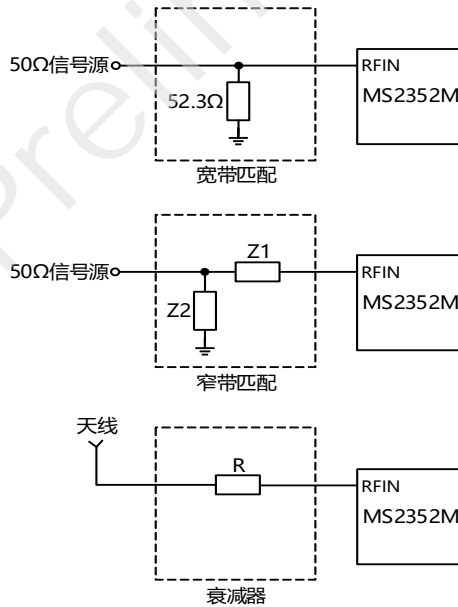 50Ω信号源
RFIN
52.3Ω
MS2352M
宽带匹配
Z1
50Ω信号源
RFIN
Z2
MS2352M
窄带匹配
天线
R
RFIN
MS2352M
衰减器